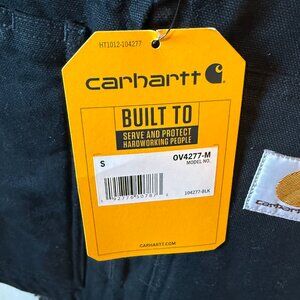 HT1012-104277
carhartt
BUILT TO
SERVE AND PROTECT
HARDWORKING PEOPLE
S
OV4277-M
MODEL NO.
104277-BLK
CARHARTT.COM